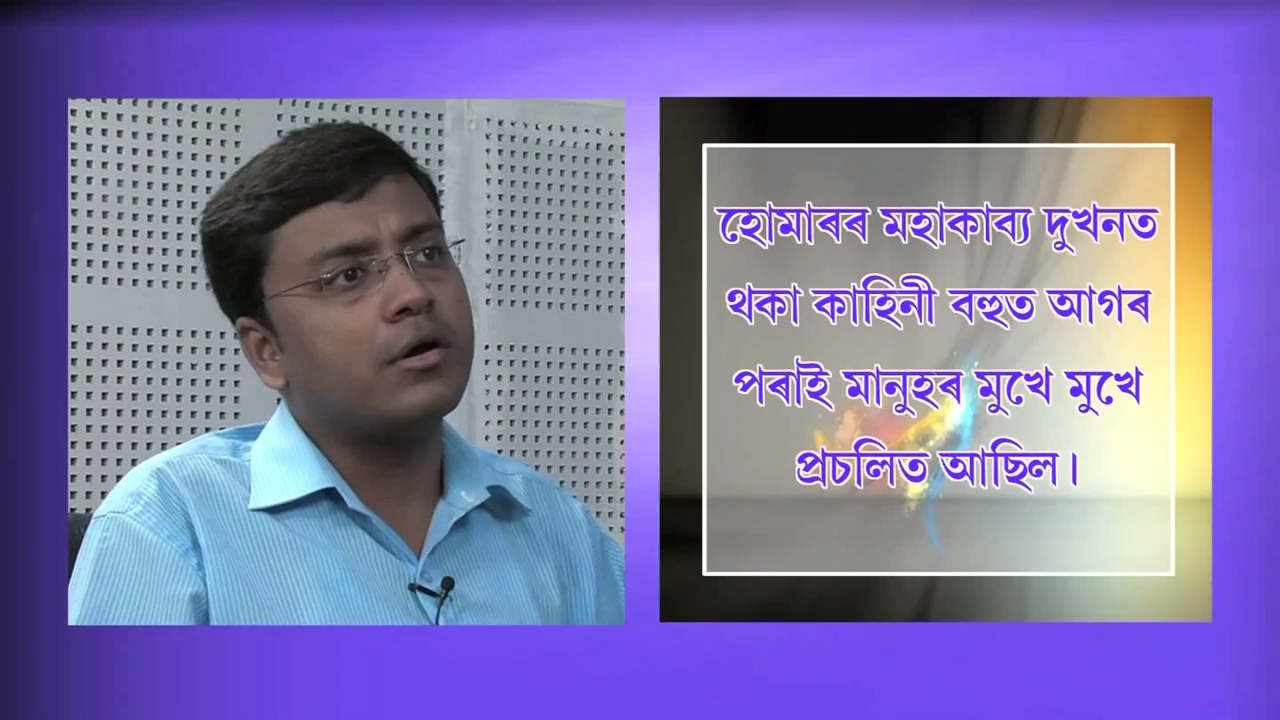 হোমাৰৰ মহাকাব্য দুখনত
থকা কাহিনী বহুত আগৰ
পৰাই মানুহৰ মুখে মুখে
প্ৰচলিত আছিল।